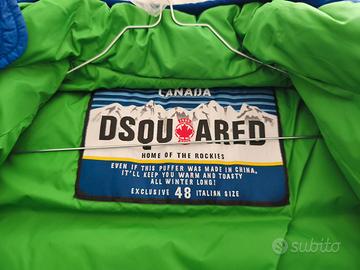 CANADA
DSQUARED
HOME OF THE ROCKIES
EVEN IF THIS PUFFER WAS MADE IN CHINA,
IT'LL KEEP YOU WARM AND TOASTY
ALL WINTER LONG!
EXCLUSIVE 48 ITALIAN SIZE
subito